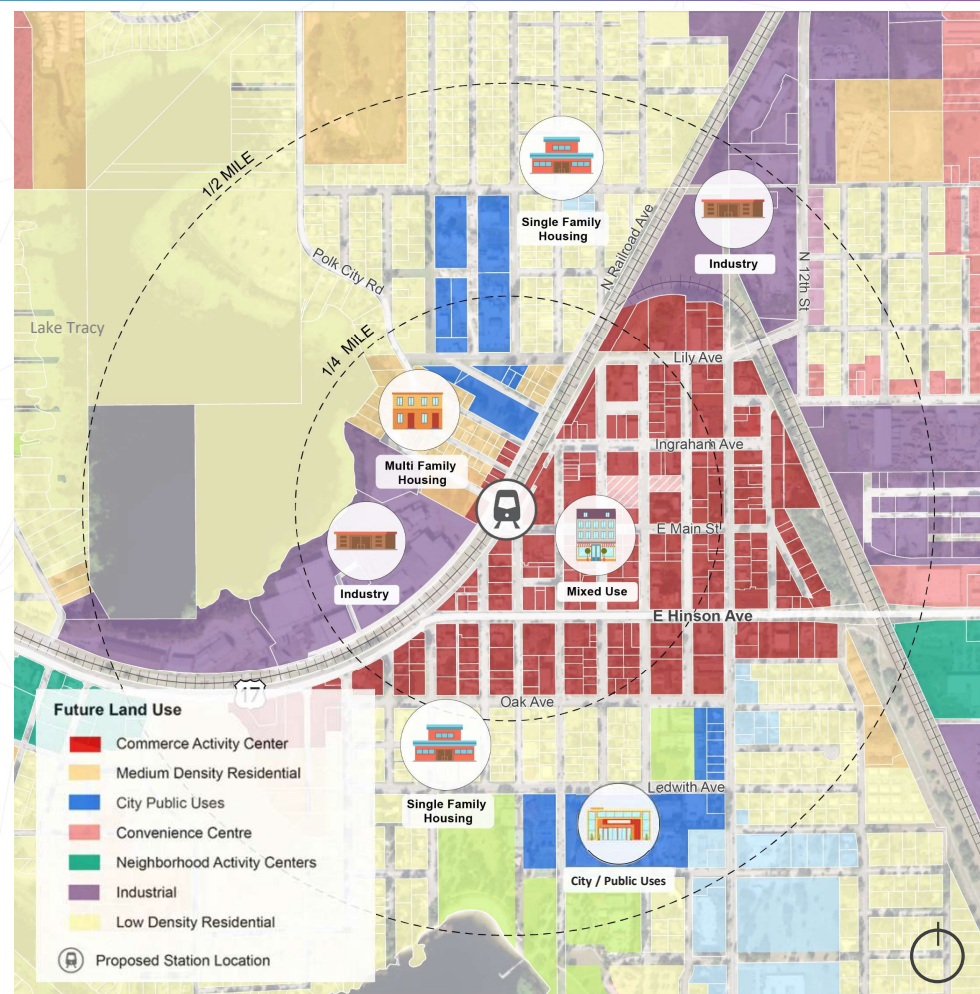 1/2 MILE
Single Family
Housing
N Railroad Ave
Industry
Polk City Rd
N 12th St
Lake Tracy
1/4 MILE
Lily Ave
Multi Family
Housing
Ingraham Ave
E Main St
Industry
Mixed Use
E Hinson Ave
17
Oak Ave
Single Family
Housing
Ledwith Ave
City / Public Uses
Future Land Use
Commerce Activity Center
Medium Density Residential
City Public Uses
Convenience Centre
Neighborhood Activity Centers
Industrial
Low Density Residential
Proposed Station Location